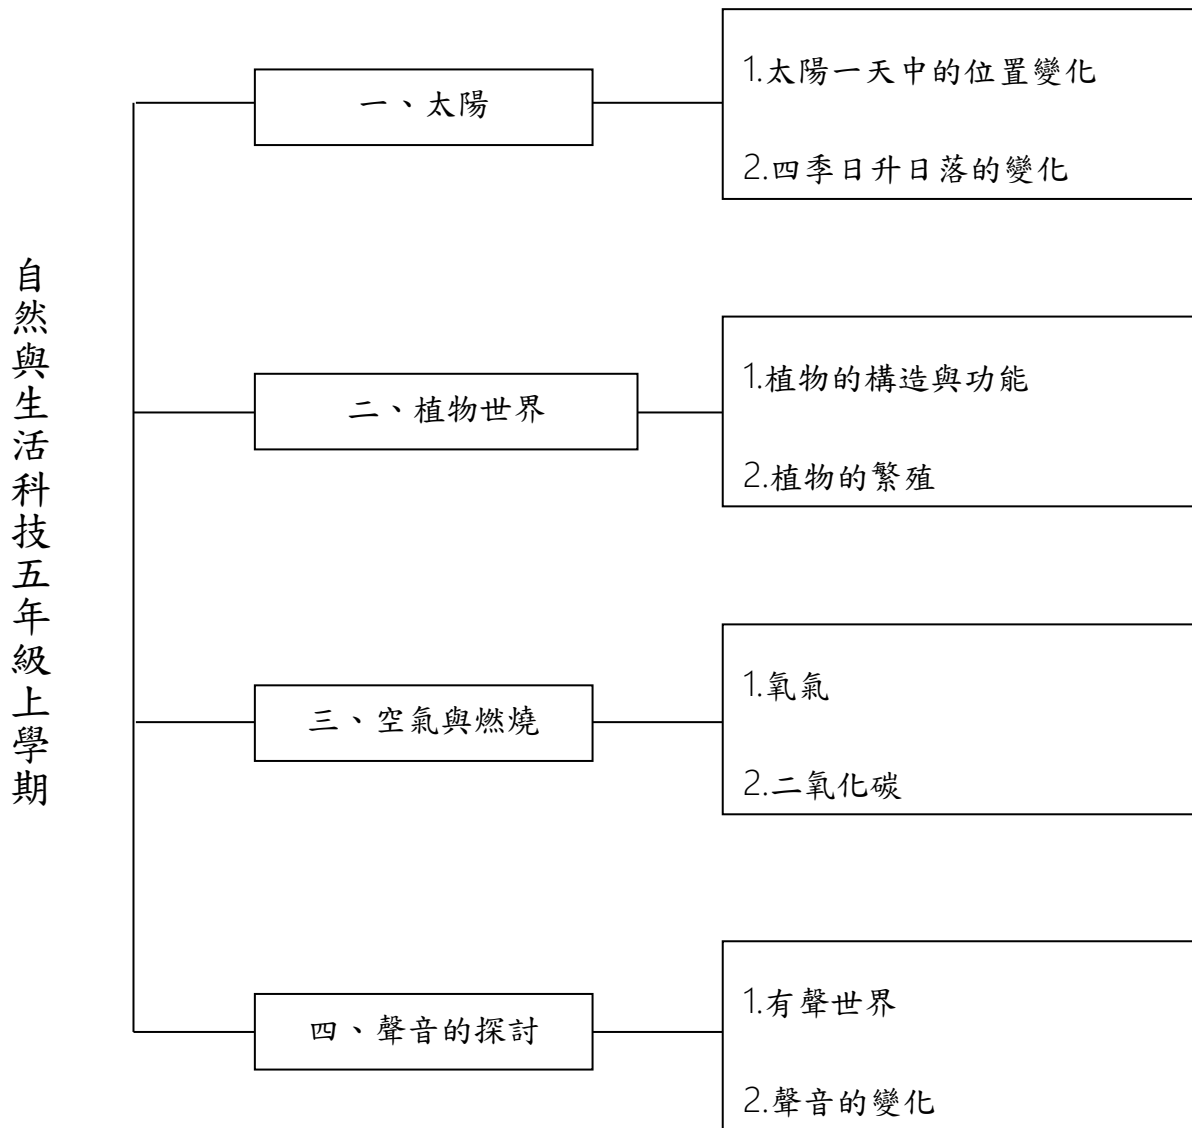 自然與生活科技五年級上學期
一、太陽
1.太陽一天中的位置變化
2.四季日升日落的變化
二、植物世界
1.植物的構造與功能
2.植物的繁殖
三、空氣與燃燒
1.氧氣
2.二氧化碳
四、聲音的探討
1.有聲世界
2.聲音的變化